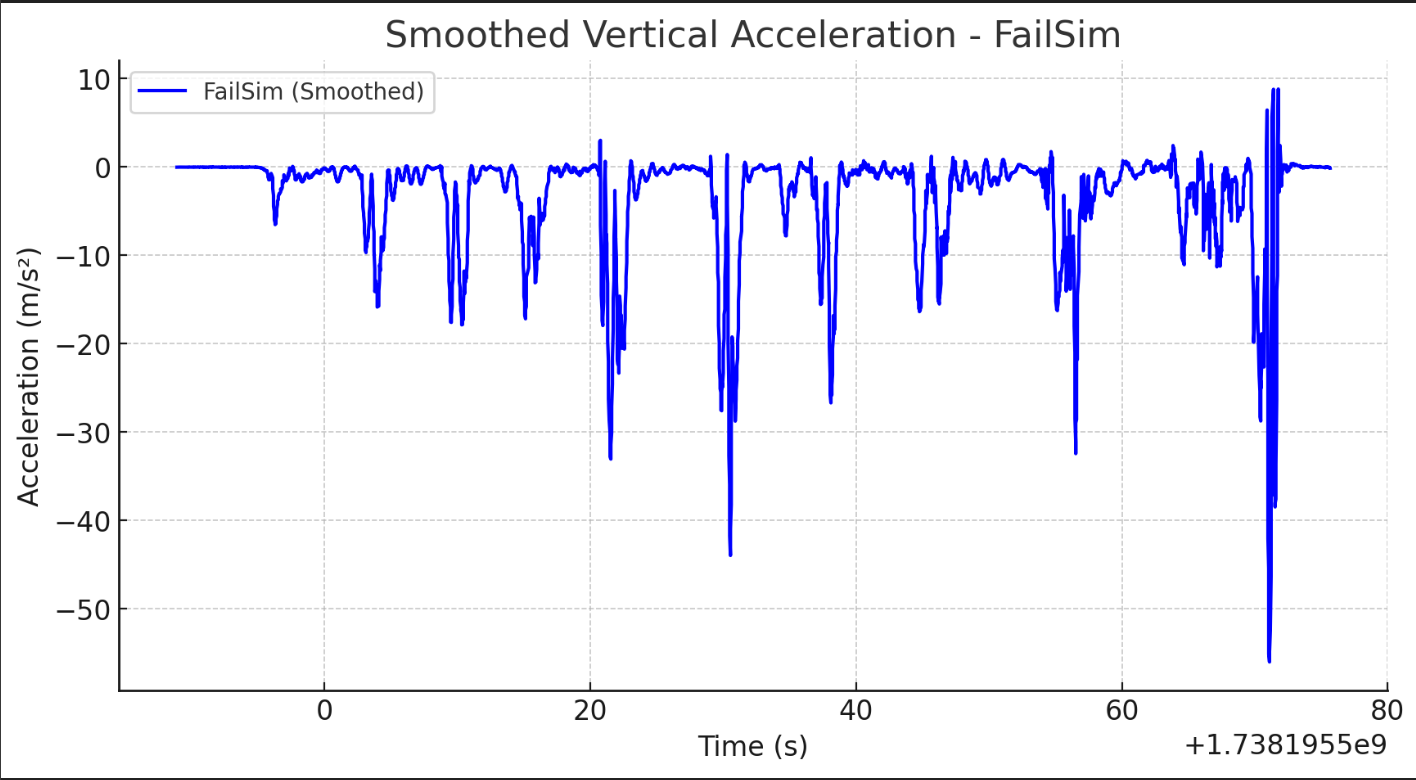 Smoothed Vertical Acceleration - FailSim
FailSim (Smoothed)
10
0
−10
−20
−30
−40
−50
Acceleration (m/s²)
0
20
40
60
80
Time (s)
+1.7381955e9